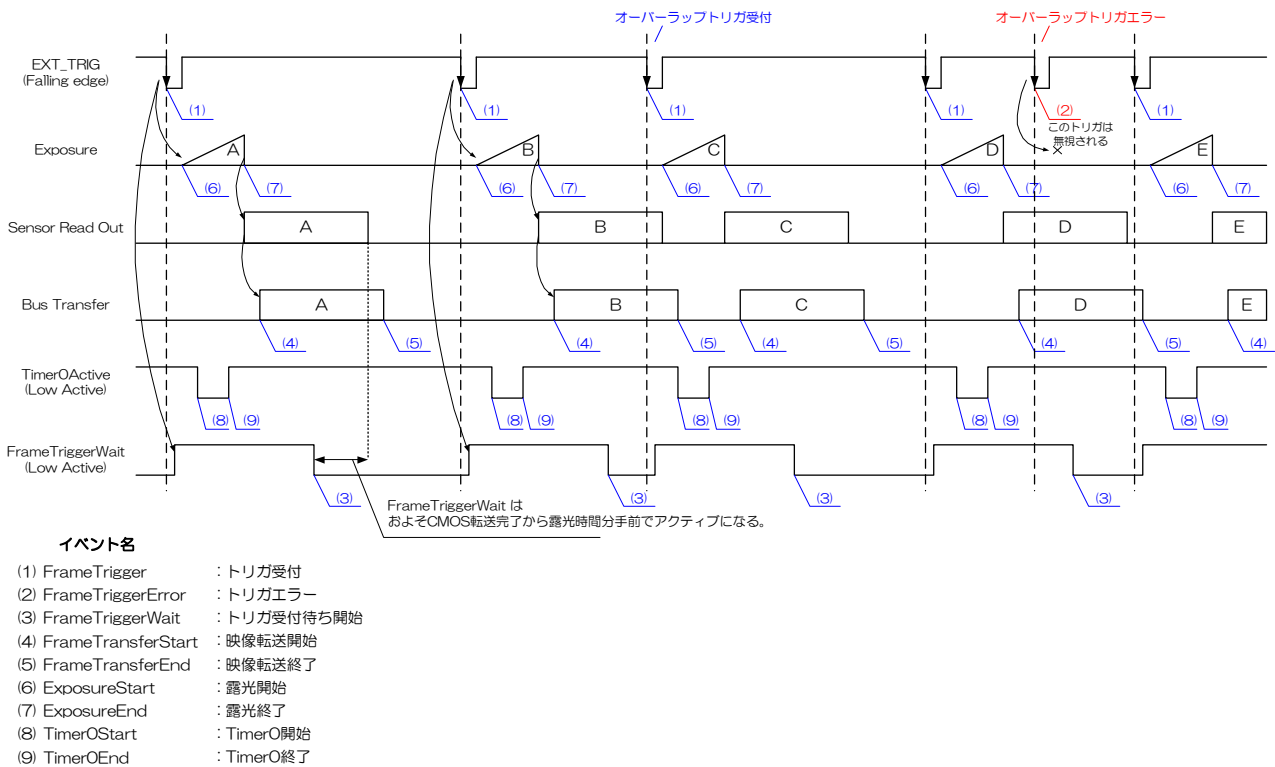 オーバーラップトリガ受付
オーバーラップトリガエラー
EXT_TRIG
(Falling edge)
(1)
(1)
(1)
(1)
(2)
(1)
このトリガは
無視される
×
Exposure
A
B
C
D
E
(6)
(7)
(6)
(7)
(6)
(7)
(6)
(7)
(6)
(7)
Sensor Read Out
A
B
C
D
E
Bus Transfer
A
B
C
D
E
(4)
(5)
(4)
(5)
(4)
(5)
(4)
(5)
(4)
Timer0Active
(Low Active)
(8)
(9)
(8)
(9)
(8)
(9)
(8)
(9)
(8)
(9)
FrameTriggerWait
(Low Active)
(3)
(3)
(3)
(3)
FrameTriggerWait は
およそCMOS転送完了から露光時間分手前でアクティブになる。
イベント名
(1) FrameTrigger : トリガ受付
(2) FrameTriggerError : トリガエラー
(3) FrameTriggerWait : トリガ受付待ち開始
(4) FrameTransferStart : 映像転送開始
(5) FrameTransferEnd : 映像転送終了
(6) ExposureStart : 露光開始
(7) ExposureEnd : 露光終了
(8) Timer0Start : Timer0開始
(9) Timer0End : Timer0終了